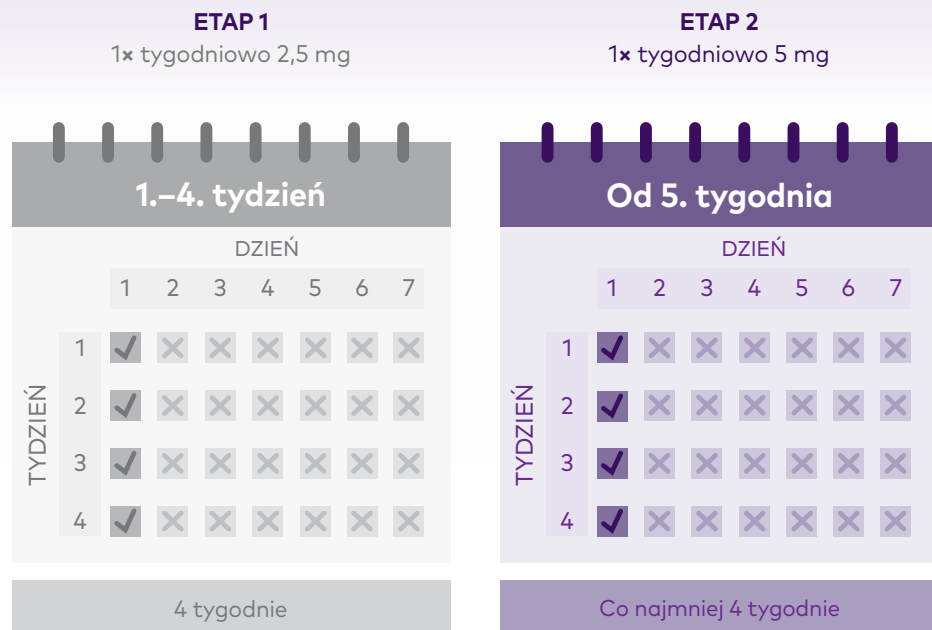 ETAP 1
1× tygodniowo 2,5 mg
1.–4. tydzień
DZIEŃ
1 2 3 4 5 6 7
TYDZIEŃ
1
2
3
4
4 tygodnie
ETAP 2
1× tygodniowo 5 mg
Od 5. tygodnia
DZIEŃ
1 2 3 4 5 6 7
TYDZIEŃ
1
2
3
4
Co najmniej 4 tygodnie